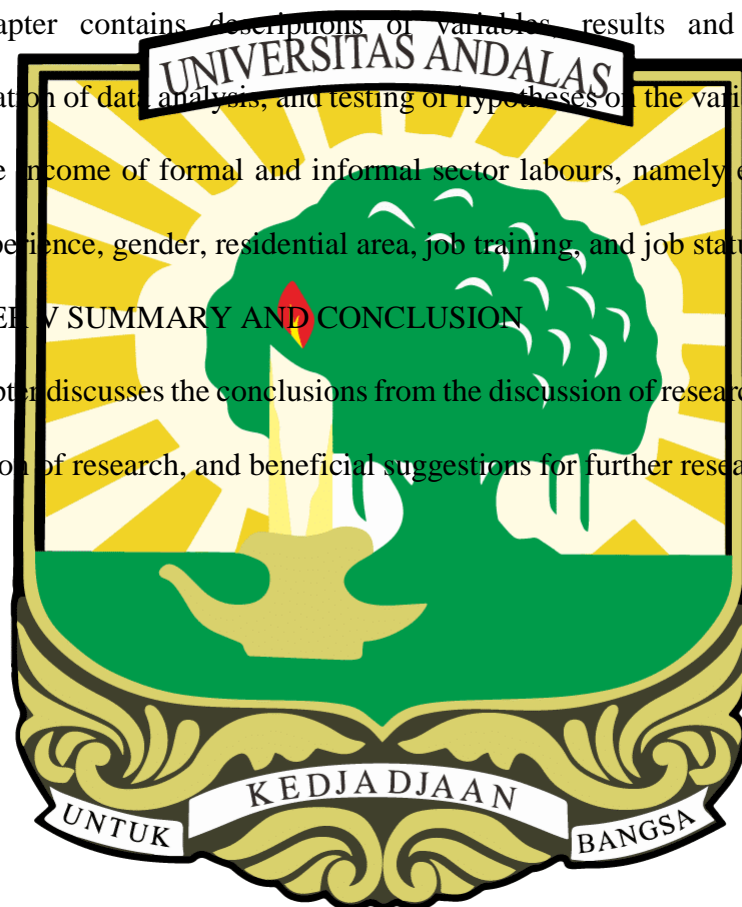 apter contains descriptions of variables, results and
UNIVERSITAS ANDALAS
ation of data analysis, and testing of hypotheses on the vari
e income of formal and informal sector labours, namely e
perience, gender, residential area, job training, and job statu
ER V SUMMARY AND CONCLUSION
pter discusses the conclusions from the discussion of researc
on of research, and beneficial suggestions for further resea
UNTUK KEDJADJAAN BANGSA